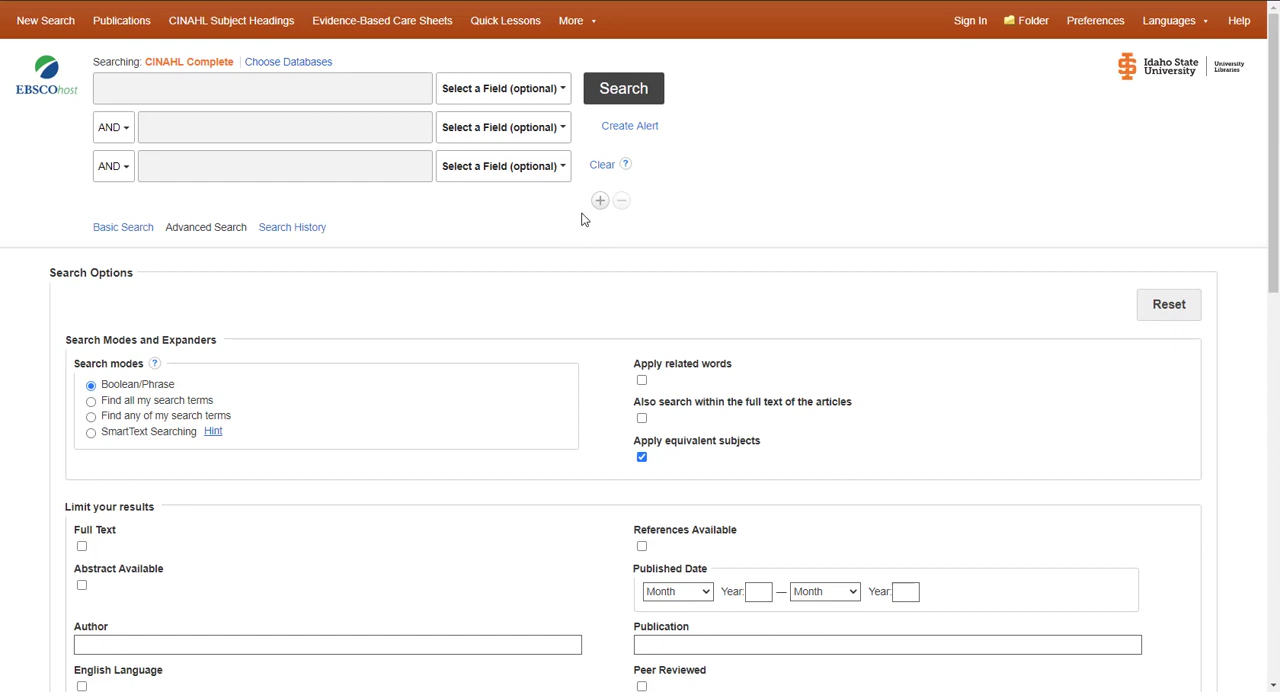 New Search Publications CINAHL Subject Headings Evidence-Based Care Sheets Quick Lessons More Sign In Folder Preferences Languages Help
Searching: CINAHL Complete Choose Databases
EBSCOhost
Idaho State University University Libraries
Select a Field (optional) Search
AND Select a Field (optional) Create Alert
AND Select a Field (optional) Clear ?
Basic Search Advanced Search Search History
Search Options
Reset
Search Modes and Expanders
Search modes ?
Boolean/Phrase
Find all my search terms
Find any of my search terms
SmartText Searching Hint
Apply related words
Also search within the full text of the articles
Apply equivalent subjects
Limit your results
Full Text
References Available
Abstract Available
Published Date
Month Year: — Month Year:
Author
Publication
English Language
Peer Reviewed